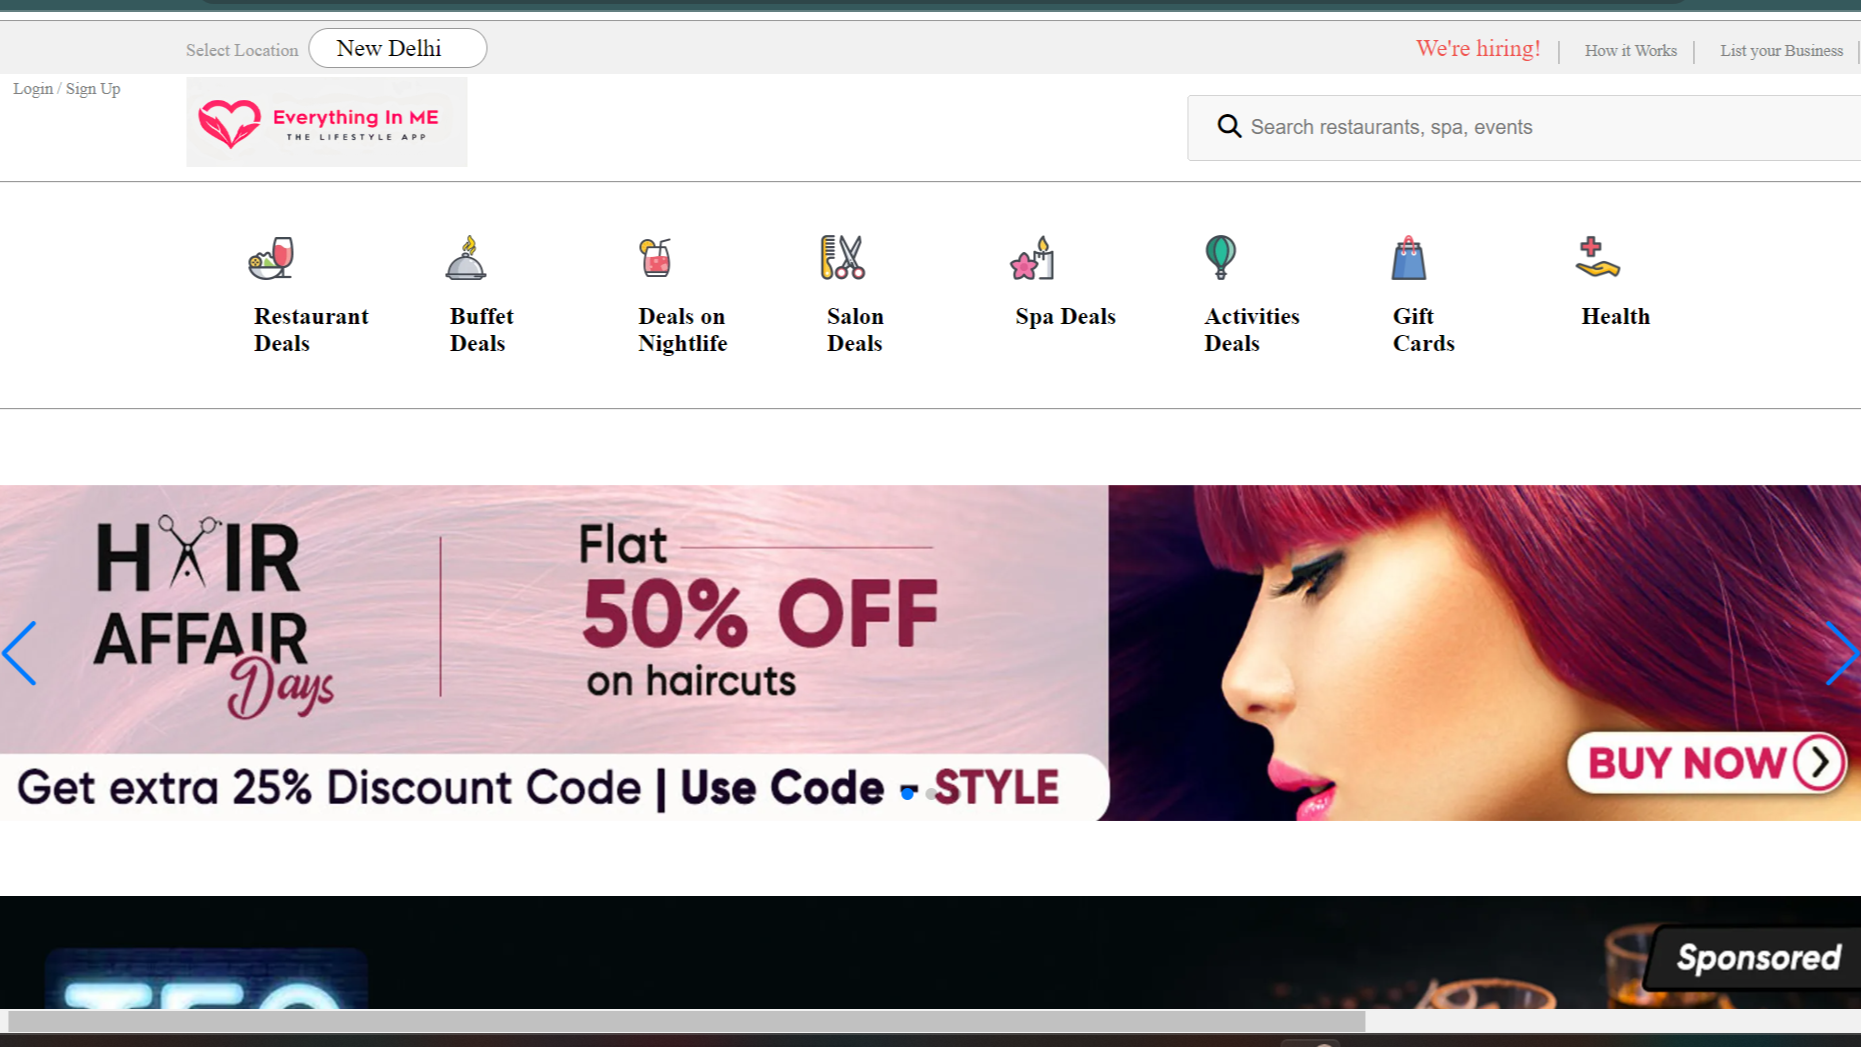 Select Location
New Delhi
We're hiring!
How it Works
List your Business
Login / Sign Up
Everything In ME
THE LIFESTYLE APP
Search restaurants, spa, events
Restaurant
Deals
Buffet
Deals
Deals on
Nightlife
Salon
Deals
Spa Deals
Activities
Deals
Gift
Cards
Health
HAIR
AFFAIR
Days
Flat
50% OFF
on haircuts
Get extra 25% Discount Code | Use Code - STYLE
BUY NOW
Sponsored